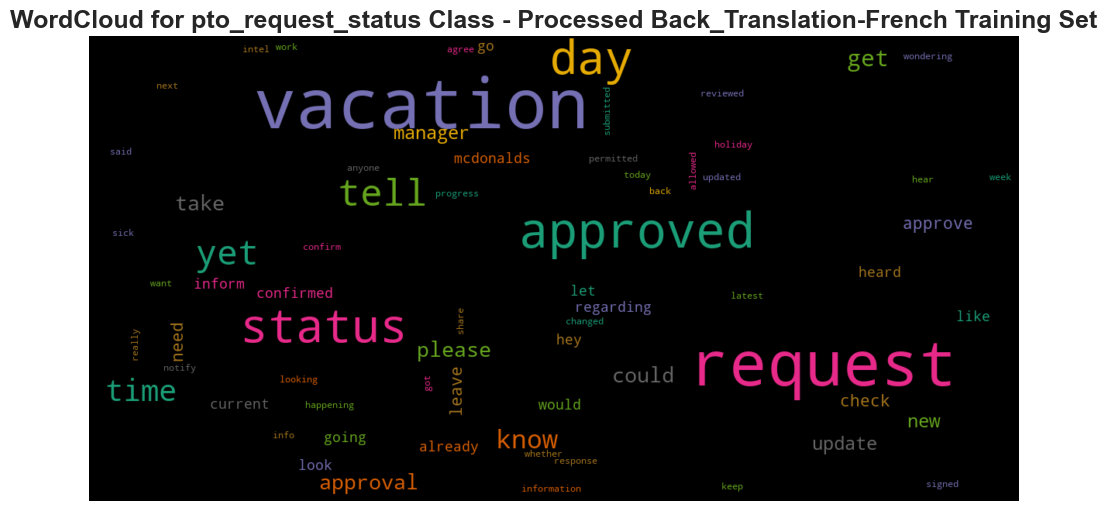 WordCloud for pto_request_status Class - Processed Back_Translation-French Training Set
intel work agree go day get wondering
next vacation submitted reviewed
manager
said mcdonalds permitted allowed holiday
anyone tell progress today back updated hear week
take approved approve
sick yet confirm
want inform confirmed let regarding latest heard
changed like
really need status share hey
notify please request
time looking got leave could check
current happening would new
info going already know update
look whether response
approval information keep signed